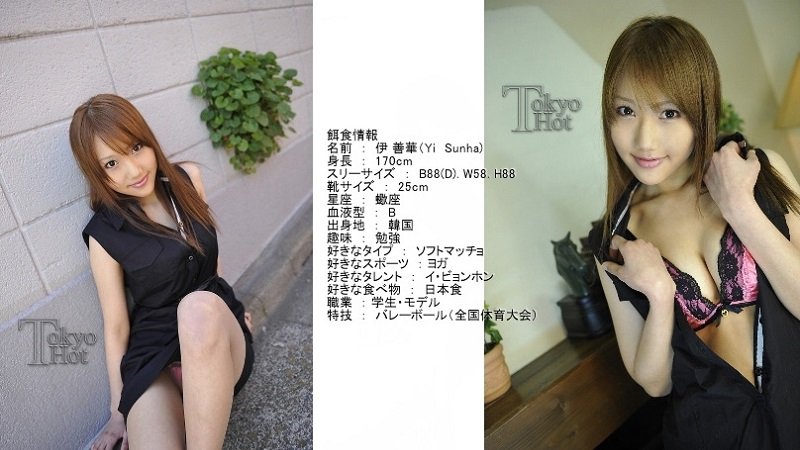 Tokyo
Hot
餌食情報
名前 : 伊 善華(Yi Sunha)
身長 : 170cm
スリーサイズ : B88(D). W58. H88
靴サイズ : 25cm
星座 : 蠍座
血液型 : B
出身地 : 韓国
趣味 : 勉強
好きなタイプ : ソフトマッチョ
好きなスポーツ : ヨガ
好きなタレント : イ・ビョンホン
好きな食べ物 : 日本食
職業 : 学生・モデル
特技 : バレーボール(全国体育大会)
Tokyo
Hot